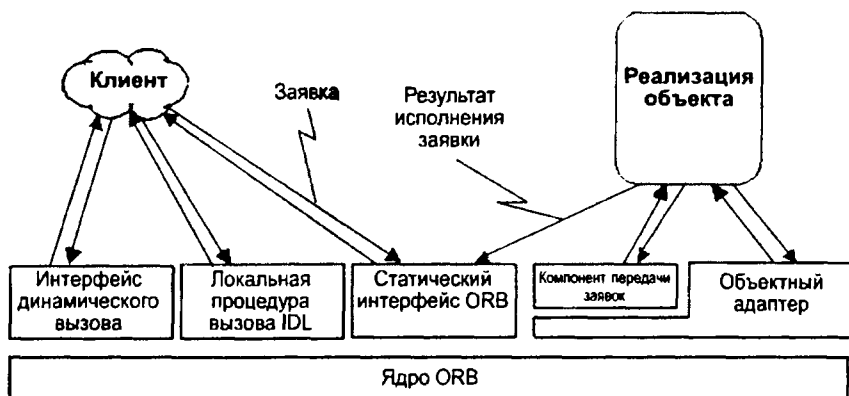 Клиент
Заявка
Результат
исполнения
заявки
Реализация
объекта
Интерфейс
динамического
вызова
Локальная
процедура
вызова IDL
Статический
интерфейс ORB
Компонент передачи
заявок
Объектный
адаптер
Ядро ORB